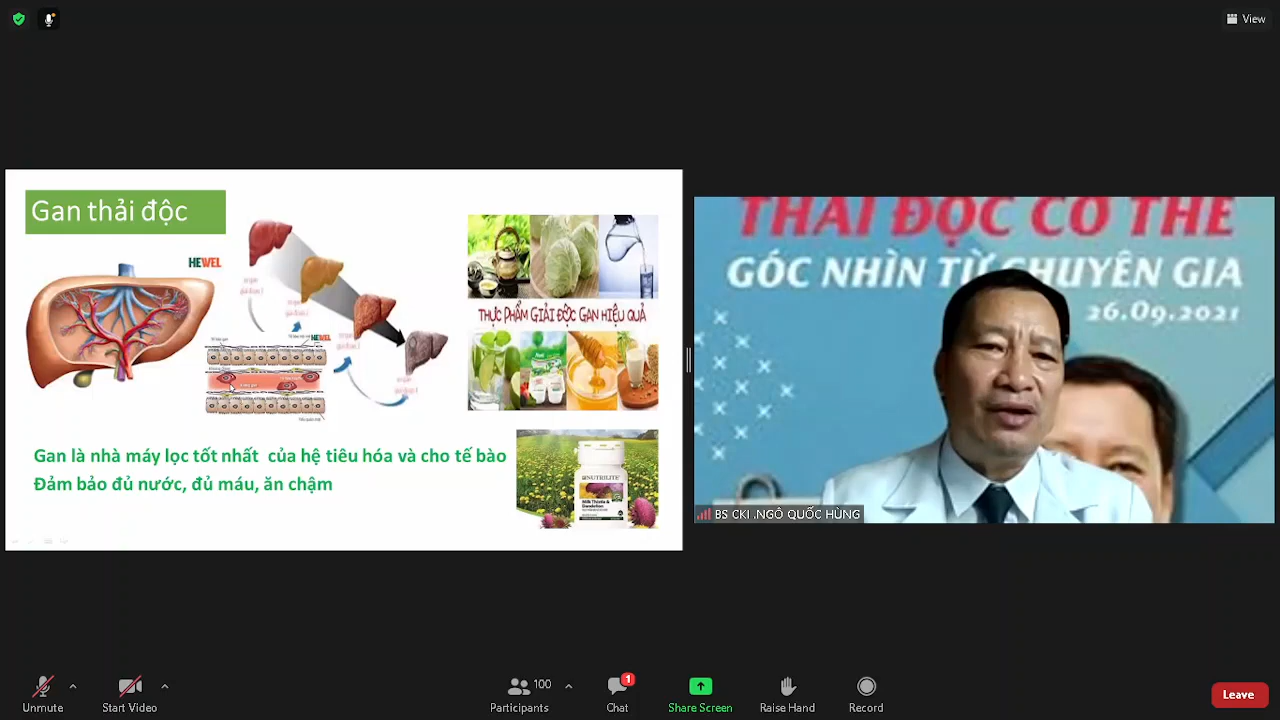 View
Gan thải độc
HEWEL
HEWEL
THỰC PHẨM GIẢI ĐỘC GAN HIỆU QUẢ
Gan là nhà máy lọc tốt nhất của hệ tiêu hóa và cho tế bào
Đảm bảo đủ nước, đủ máu, ăn chậm
NUTRILITE
Milk Thistle &
Dandelion
THẢI ĐỘC CƠ THỂ
GÓC NHÌN TỪ CHUYÊN GIA
26.09.2021
BS CKI .NGÔ QUỐC HÙNG
Unmute
Start Video
Participants
100
Chat
1
Share Screen
Raise Hand
Record
Leave